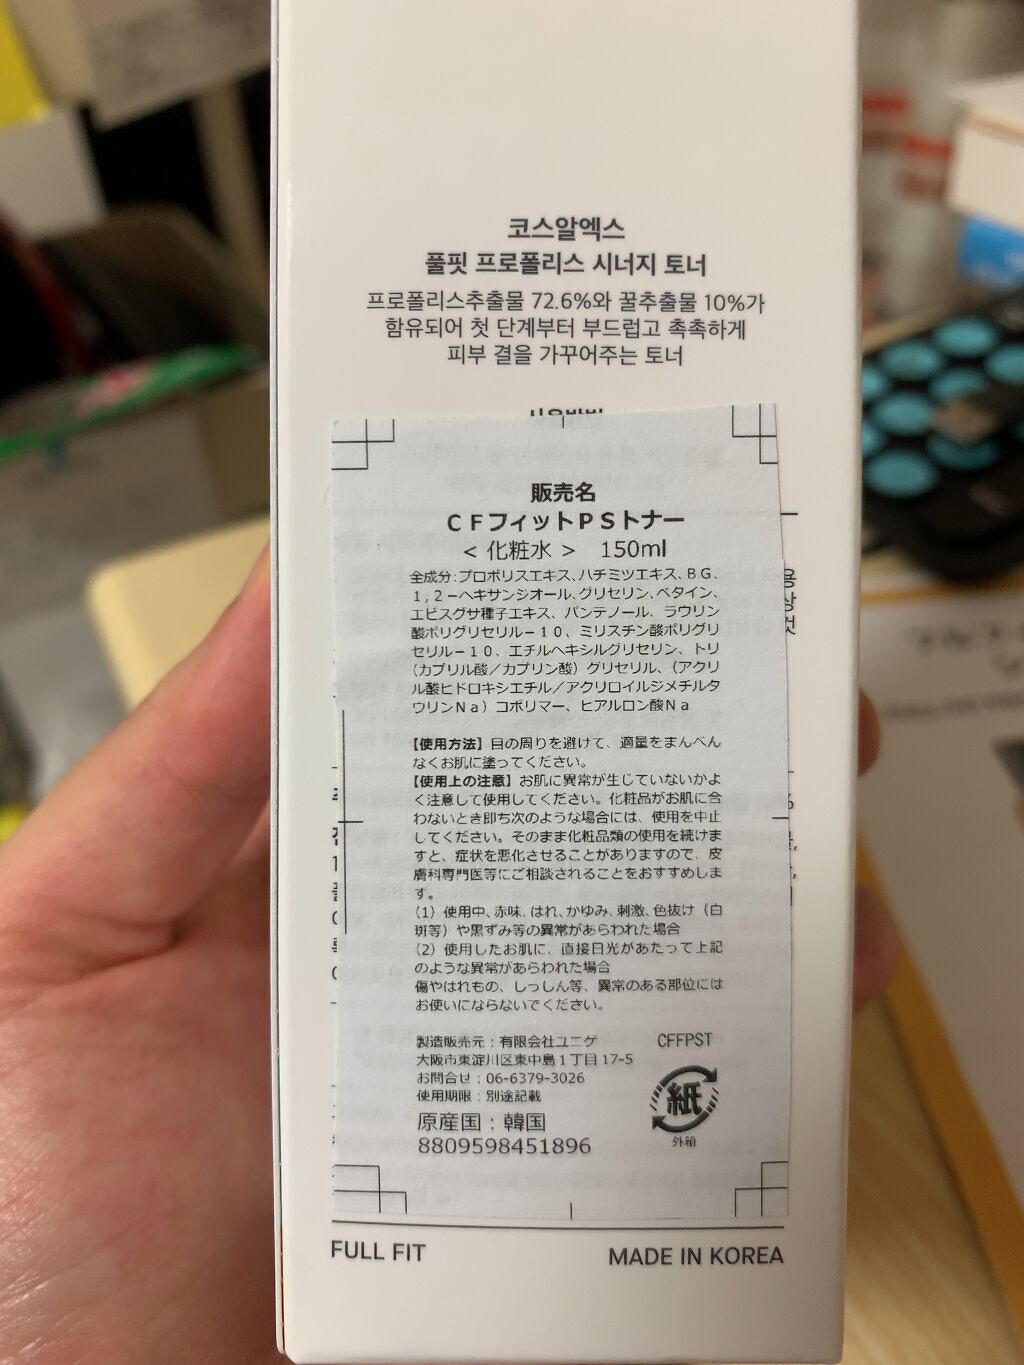 코스알엑스
풀핏 프로폴리스 시너지 토너
프로폴리스추출물 72.6%와 꿀추출물 10%가
함유되어 첫 단계부터 부드럽고 촉촉하게
피부 결을 가꾸어주는 토너
販売名
CFフィットPSトナー
<化粧水> 150ml
全成分:プロポリスエキス、ハチミツエキス、BG、
1,2-ヘキサンジオール、グリセリン、ベタイン、
エビスグサ種子エキス、パンテノール、ラウリン
酸ポリグリセリル-10、ミリスチン酸ポリグリ
セリル-10、エチルヘキシルグリセリン、トリ
(カプリル酸/カプリン酸)グリセリル、(アクリ
ル酸ヒドロキシエチル/アクリロイルジメチルタ
ウリンNa)コポリマー、ヒアルロン酸Na
【使用方法】目の周りを避けて、適量をまんべん
なくお肌に塗ってください。
【使用上の注意】お肌に異常が生じていないかよ
く注意して使用してください。化粧品がお肌に合
わないとき即ち次のような場合には、使用を中止
してください。そのまま化粧品類の使用を続けま
すと、症状を悪化させることがありますので、皮
膚科専門医等にご相談されることをおすすめしま
す。
(1)使用中、赤味、はれ、かゆみ、刺激、色抜け(白
斑等)や黒ずみ等の異常があらわれた場合
(2)使用したお肌に、直接日光があたって上記
のような異常があらわれた場合
傷やはれもの、しっしん等、異常のある部位には
お使いにならないでください。
製造販売元:有限会社ユニゲ
大阪市東淀川区東中島1丁目17-5
お問合せ:06-6379-3026
使用期限:別途記載
原産国:韓国
8809598451896
CFFPST
紙
外箱
FULL FIT
MADE IN KOREA